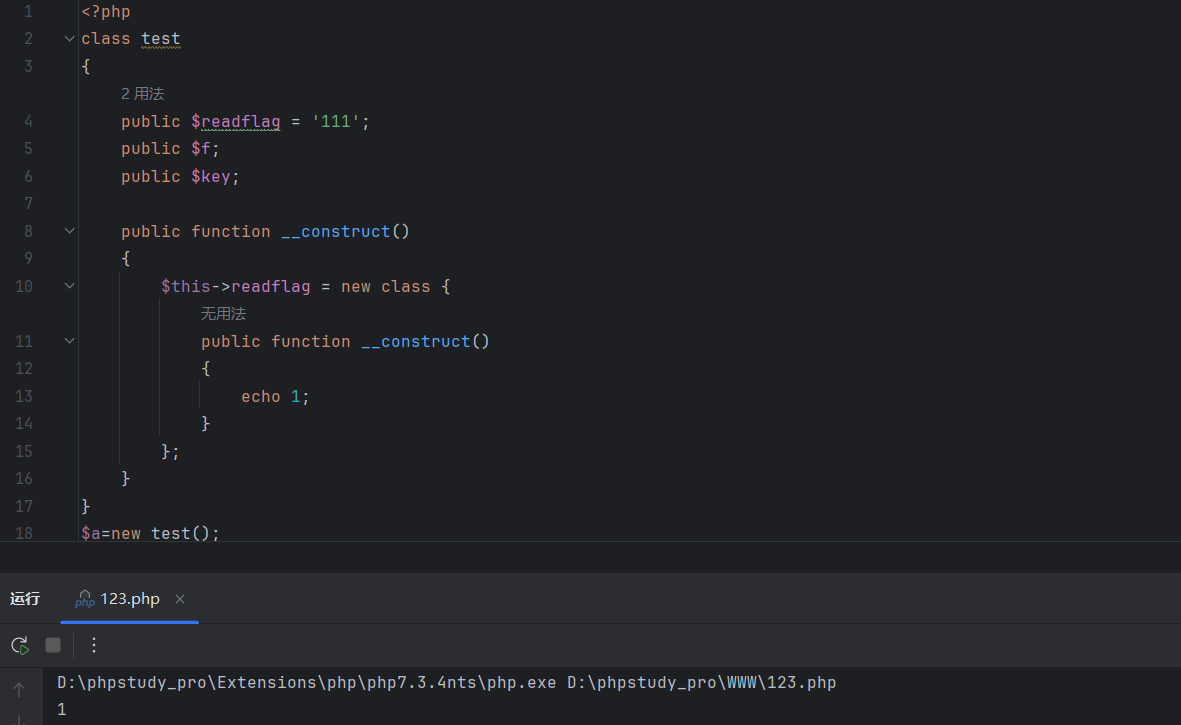 1 <?php
2 class test
3 {
2 用法
4 public $readflag = '111';
5 public $f;
6 public $key;
7
8 public function __construct()
9 {
10 $this->readflag = new class {
无用法
11 public function __construct()
12 {
13 echo 1;
14 }
15 };
16 }
17 }
18 $a=new test();
运行 php 123.php ×
D:\phpstudy_pro\Extensions\php\php7.3.4nts\php.exe D:\phpstudy_pro\WWW\123.php
1